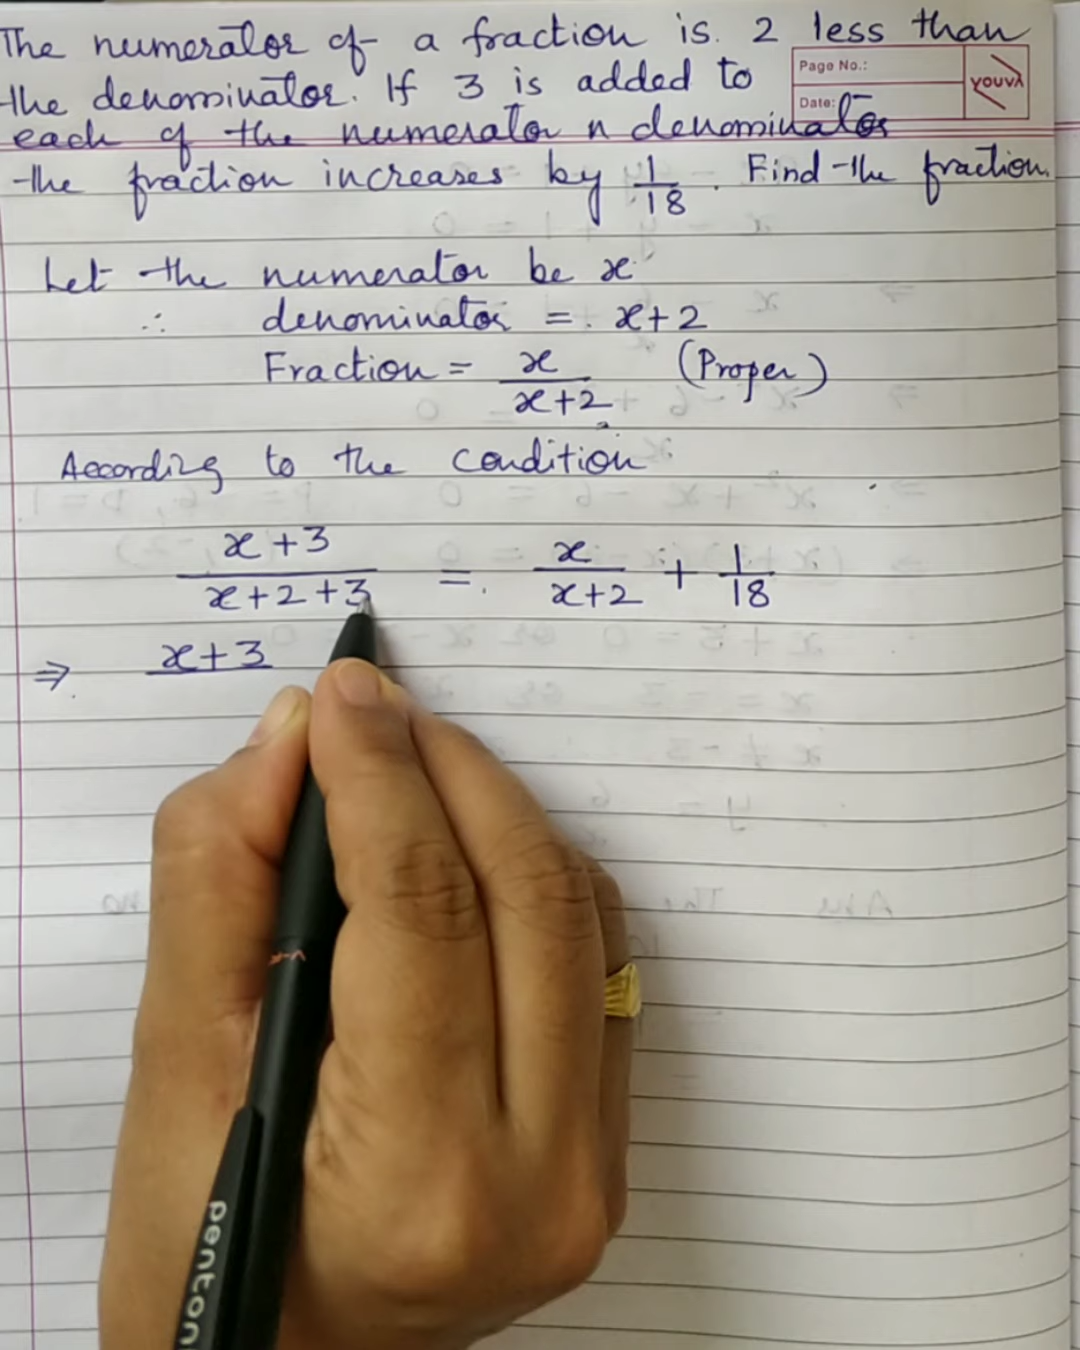 The numerator of a fraction is 2 less than
the denominator. If 3 is added to
Page No.:
Date:
youva
each of the numerator n denominator
the fraction increases by 1/18. Find the fraction.
Let the numerator be x
∴ denominator = x+2
Fraction = x/(x+2) (Proper)
According to the condition
(x+3)/(x+2+3) = x/(x+2) + 1/18
⇒ x+3
penton